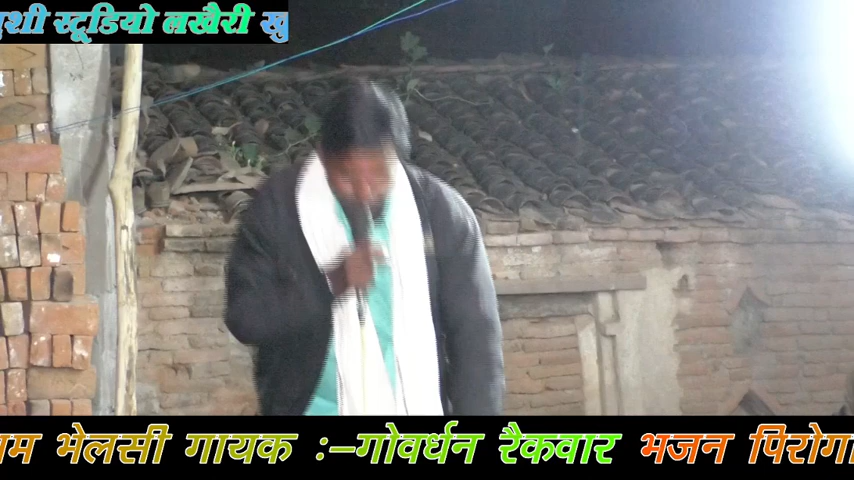 शी स्टूडियो लखैरी खु
म भेलसी गायक :–गोवर्धन रैकवार भजन पिरोगा